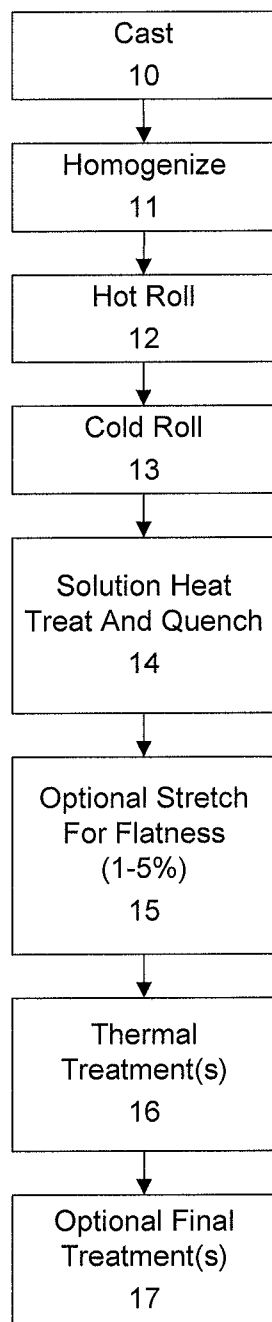 Cast
10
Homogenize
11
Hot Roll
12
Cold Roll
13
Solution Heat
Treat And Quench
14
Optional Stretch
For Flatness
(1-5%)
15
Thermal
Treatment(s)
16
Optional Final
Treatment(s)
17